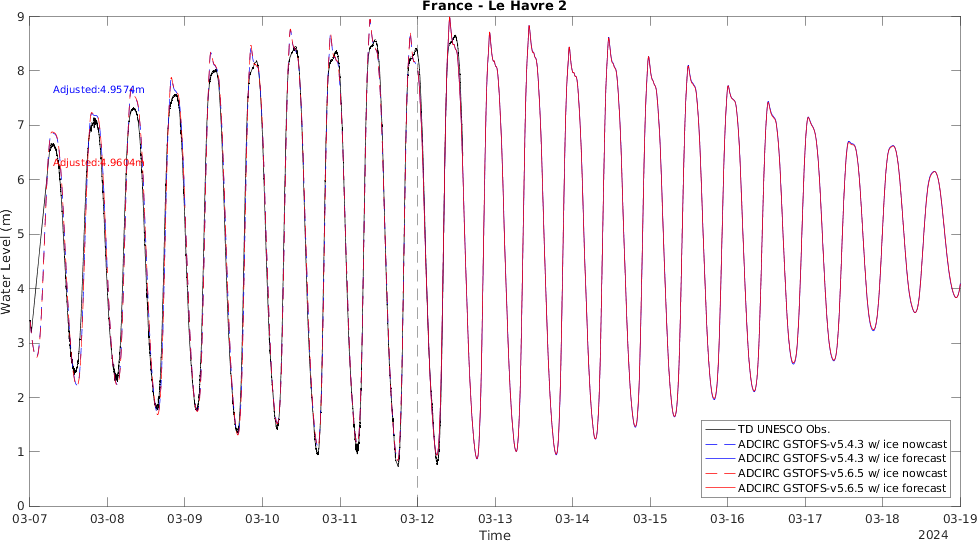 France - Le Havre 2
9
8
7
6
5
4
3
2
1
0
Water Level (m)
Adjusted:4.9574m
Adjusted:4.9604m
TD UNESCO Obs.
ADCIRC GSTOFS-v5.4.3 w/ ice nowcast
ADCIRC GSTOFS-v5.4.3 w/ ice forecast
ADCIRC GSTOFS-v5.6.5 w/ ice nowcast
ADCIRC GSTOFS-v5.6.5 w/ ice forecast
03-07 03-08 03-09 03-10 03-11 03-12 03-13 03-14 03-15 03-16 03-17 03-18 03-19
Time
2024